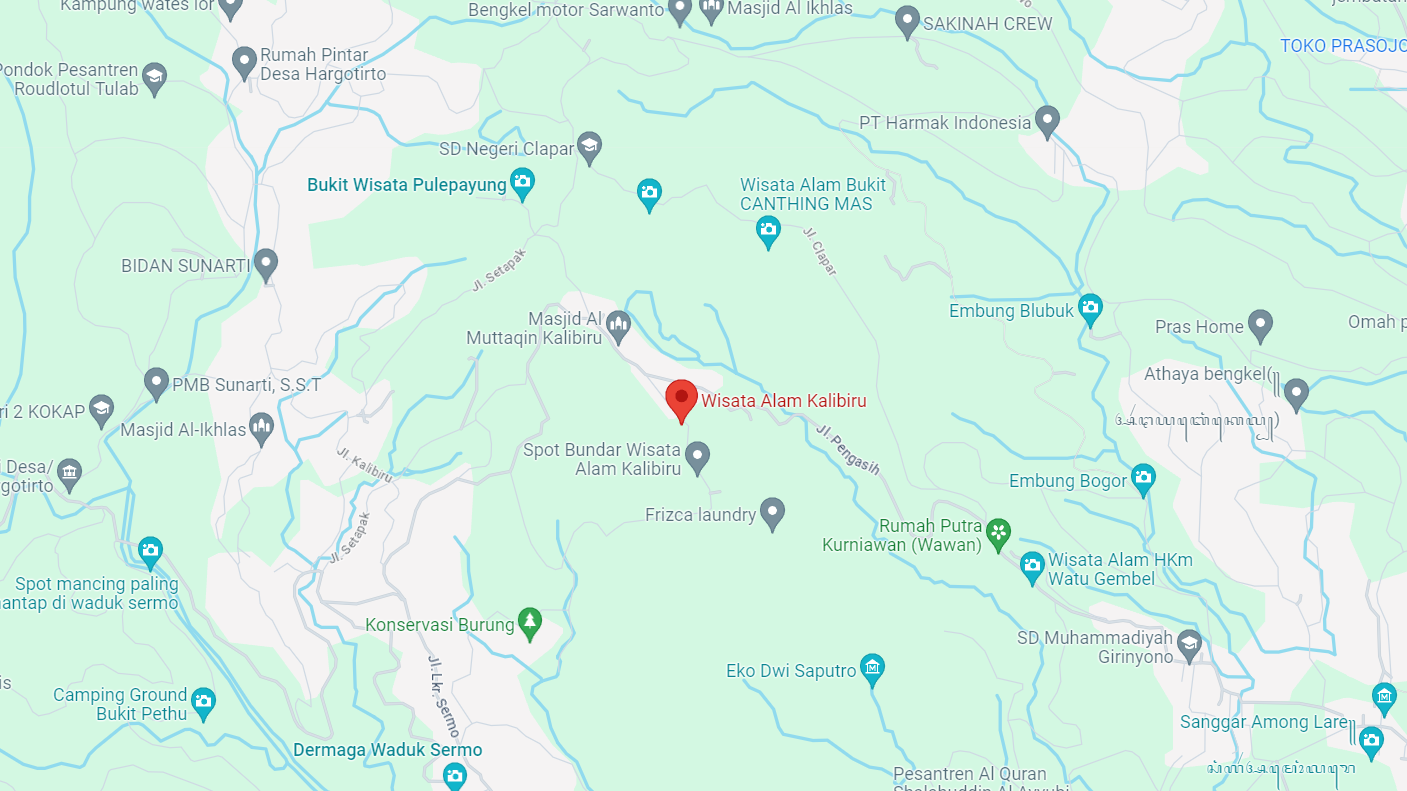 Kampung wates lor
Bengkel motor Sarwanto
Masjid Al Ikhlas
SAKINAH CREW
TOKO PRASOJO
Rumah Pintar
Desa Hargotirto
Pondok Pesantren
Roudlotul Tulab
PT Harmak Indonesia
SD Negeri Clapar
Bukit Wisata Pulepayung
Wisata Alam Bukit
CANTHING MAS
Jl. Clapar
Jl. Setapak
BIDAN SUNARTI
Embung Blubuk
Pras Home
Omah p
Masjid Al
Muttaqin Kalibiru
PMB Sunarti, S.S.T
Athaya bengkel(
ri 2 KOKAP
Masjid Al-Ikhlas
Wisata Alam Kalibiru
Jl. Pengasih
Jl. Kalibiru
Spot Bundar Wisata
Alam Kalibiru
i Desa/
gotirto
Embung Bogor
Frizca laundry
Jl. Setapak
Rumah Putra
Kurniawan (Wawan)
Wisata Alam HKm
Watu Gembel
Spot mancing paling
mantap di waduk sermo
Konservasi Burung
SD Muhammadiyah
Girinyono
Jl. Lkr. Sermo
Eko Dwi Saputro
is
Camping Ground
Bukit Pethu
Sanggar Among Lare
Dermaga Waduk Sermo
Pesantren Al Quran
Shalahuddin Al Ayyubi